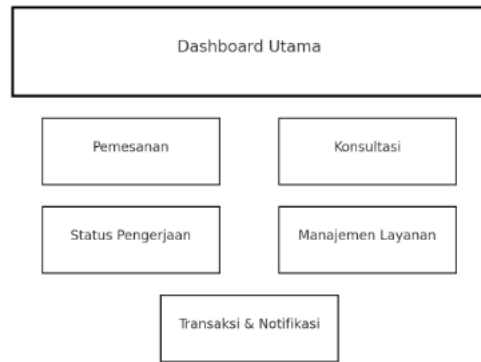 Dashboard Utama
Pemesanan
Konsultasi
Status Pengerjaan
Manajemen Layanan
Transaksi & Notifikasi